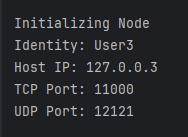 Initializing Node
Identity: User3
Host IP: 127.0.0.3
TCP Port: 11000
UDP Port: 12121